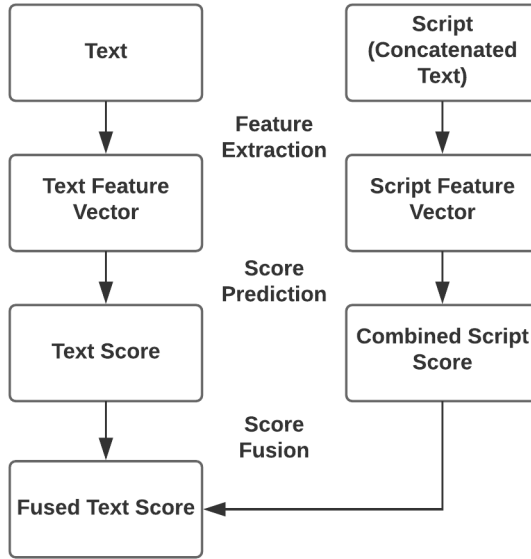 Text
Script
(Concatenated
Text)
Feature
Extraction
Text Feature
Vector
Script Feature
Vector
Score
Prediction
Text Score
Combined Script
Score
Score
Fusion
Fused Text Score